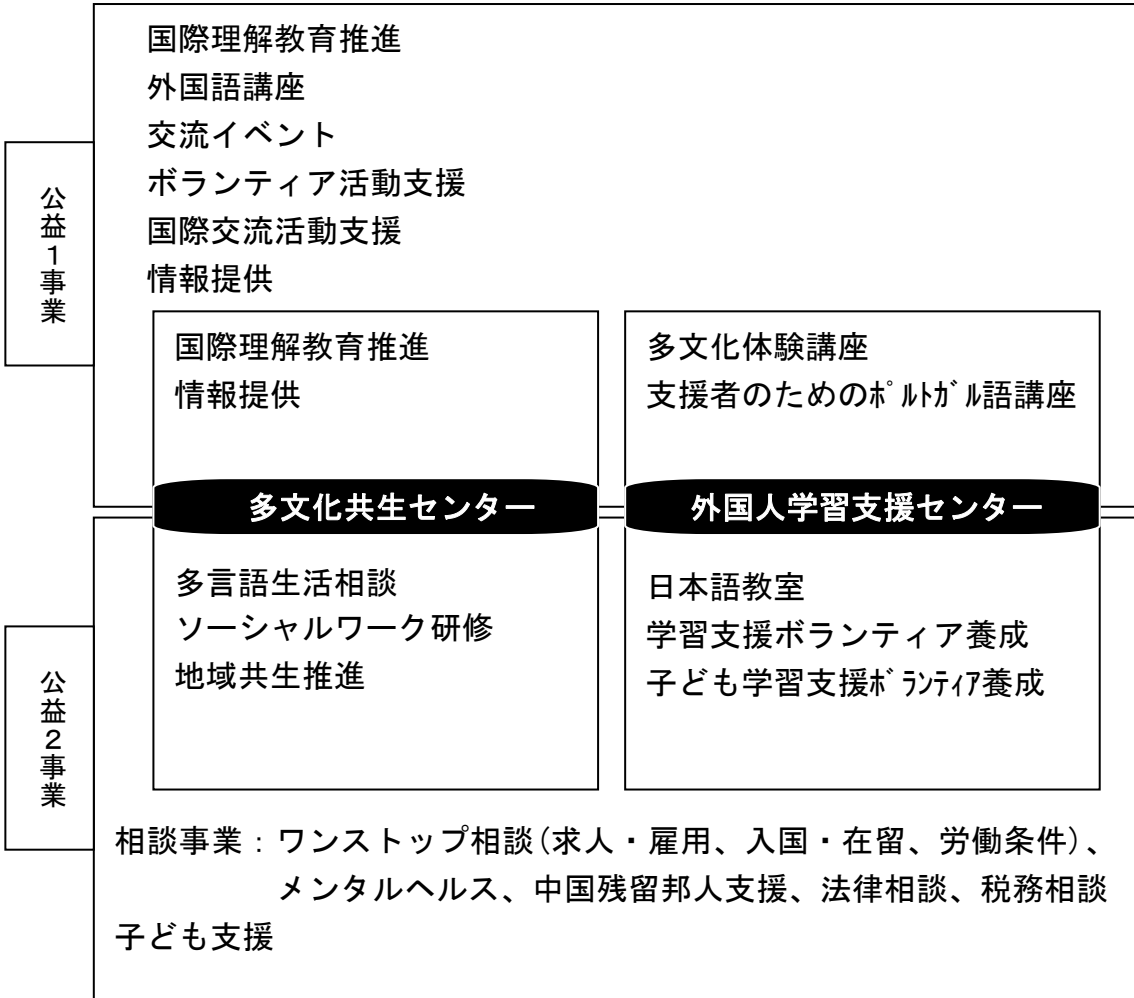 公益1事業
国際理解教育推進
外国語講座
交流イベント
ボランティア活動支援
国際交流活動支援
情報提供
国際理解教育推進
情報提供
多文化体験講座
支援者のためのﾎﾟﾙﾄｶﾞﾙ語講座
多文化共生センター
外国人学習支援センター
公益2事業
多言語生活相談
ソーシャルワーク研修
地域共生推進
日本語教室
学習支援ボランティア養成
子ども学習支援ﾎﾞﾗﾝﾃｨｱ養成
相談事業：ワンストップ相談(求人・雇用、入国・在留、労働条件)、
メンタルヘルス、中国残留邦人支援、法律相談、税務相談
子ども支援